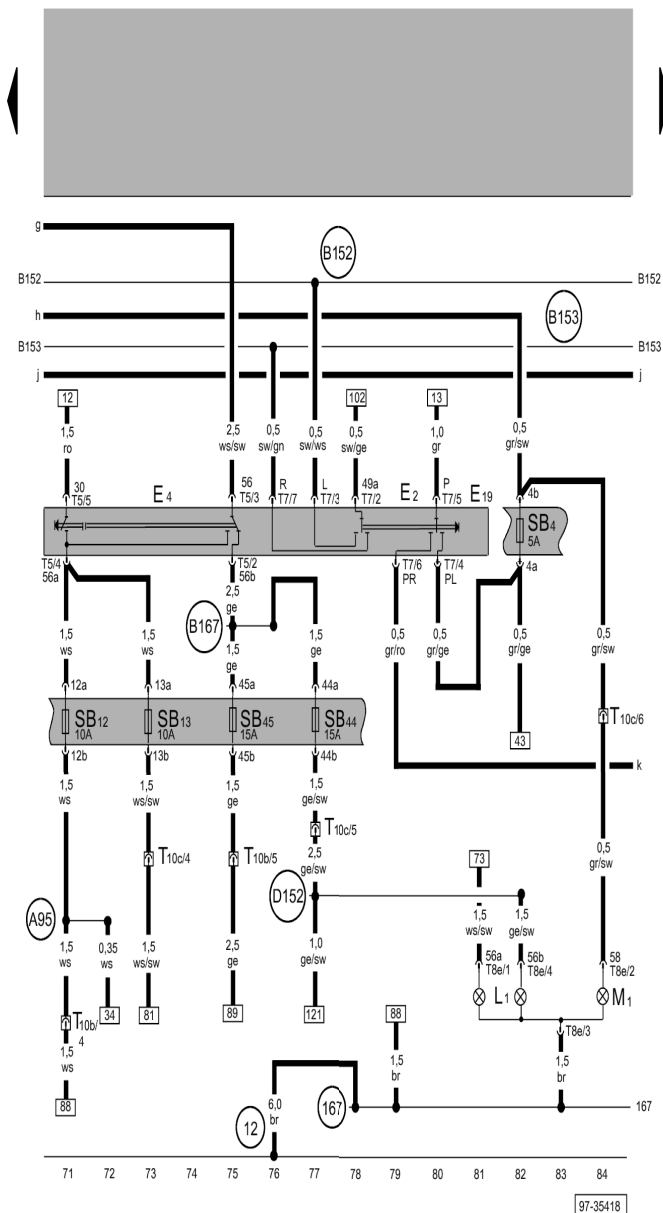 g
B152
B152 B152
h
B153
B153 B153
j j
12 102 13
1,5 ro
2,5 ws/sw
0,5 sw/gn
0,5 sw/ws
0,5 sw/ge
1,0 gr
0,5 gr/sw
30 T5/5
E4
56 T5/3
R T7/7
L T7/3
49a T7/2
E2
P T7/5
E19
4b
SB4 5A
T5/4 56a
T5/2 56b
T7/6 PR
T7/4 PL
4a
2,5 ge
B167
1,5 ws
1,5 ws
1,5 ge
1,5 ge
0,5 gr/ro
0,5 gr/ge
0,5 gr/ge
0,5 gr/sw
12a 13a 45a 44a
SB12 10A
SB13 10A
SB45 15A
SB44 15A
T10c/6
43
12b 13b 45b 44b
k
1,5 ws
1,5 ws/sw
1,5 ge
1,5 ge/sw
T10c/5
T10c/4
T10b/5
2,5 ge/sw
0,5 gr/sw
73
D152
A95
1,5 ws
0,35 ws
1,5 ws/sw
2,5 ge
1,0 ge/sw
1,5 ws/sw
1,5 ge/sw
56a T8e/1
56b T8e/4
58 T8e/2
L1
M1
T10b/4
34 81 89 121 88
T8e/3
1,5 ws
88
6,0 br
1,5 br
1,5 br
12
167
167
71 72 73 74 75 76 77 78 79 80 81 82 83 84
97-35418